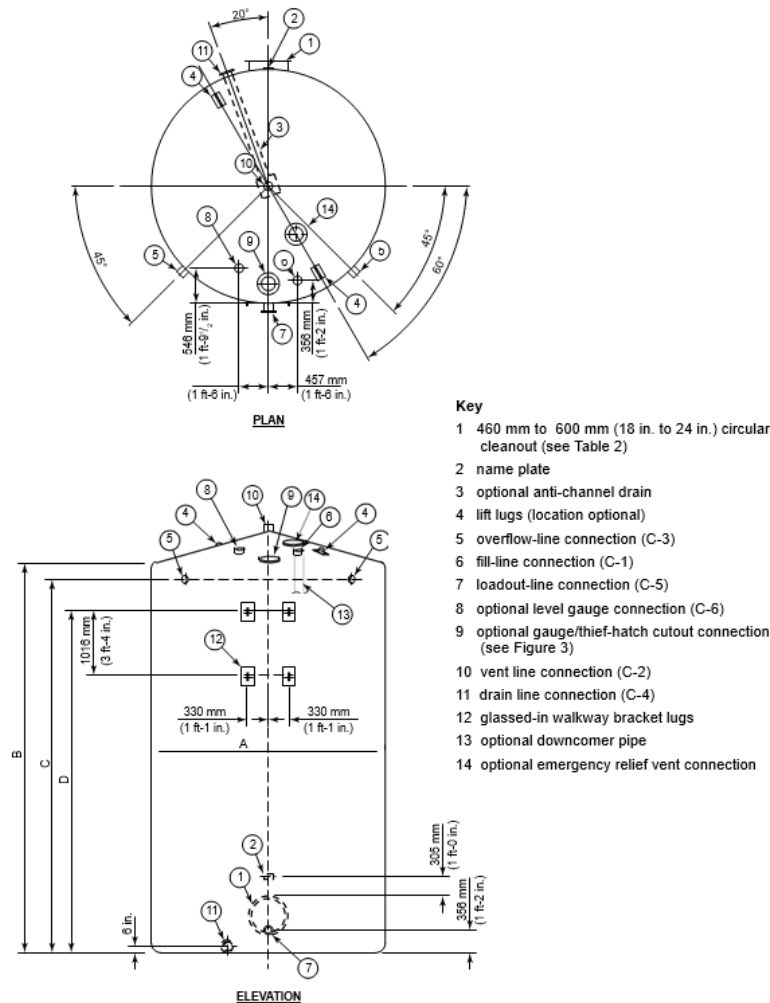 20°
2
11
1
4
3
10
14
8
45°
9
6
5
5
45°
60°
4
7
546 mm
(1 ft-9 1/2 in.)
356 mm
(1 ft-2 in.)
457 mm
(1 ft-6 in.)
(1 ft-6 in.)
PLAN
Key
1 460 mm to 600 mm (18 in. to 24 in.) circular
cleanout (see Table 2)
2 name plate
3 optional anti-channel drain
4 lift lugs (location optional)
5 overflow-line connection (C-3)
6 fill-line connection (C-1)
7 loadout-line connection (C-5)
8 optional level gauge connection (C-6)
9 optional gauge/thief-hatch cutout connection
(see Figure 3)
10 vent line connection (C-2)
11 drain line connection (C-4)
12 glassed-in walkway bracket lugs
13 optional downcomer pipe
14 optional emergency relief vent connection
8
10
9
14
6
4
4
5
5
13
1016 mm
(3 ft-4 in.)
12
330 mm
(1 ft-1 in.)
330 mm
(1 ft-1 in.)
A
B
C
D
2
305 mm
(1 ft-0 in.)
1
356 mm
(1 ft-2 in.)
6 in.
11
7
ELEVATION